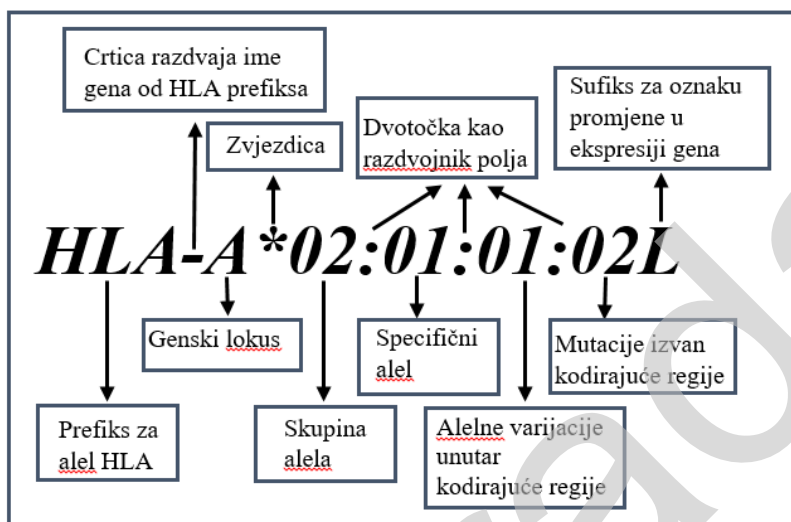 Crtica razdvaja ime
gena od HLA prefiksa
Zvjezdica
Dvotočka kao
razdvojnik polja
Sufiks za oznaku
promjene u
ekspresiji gena
HLA-A*02:01:01:02L
Genski lokus
Specifični
alel
Mutacije izvan
kodirajuće regije
Prefiks za
alel HLA
Skupina
alela
Alelne varijacije
unutar
kodirajuće regije